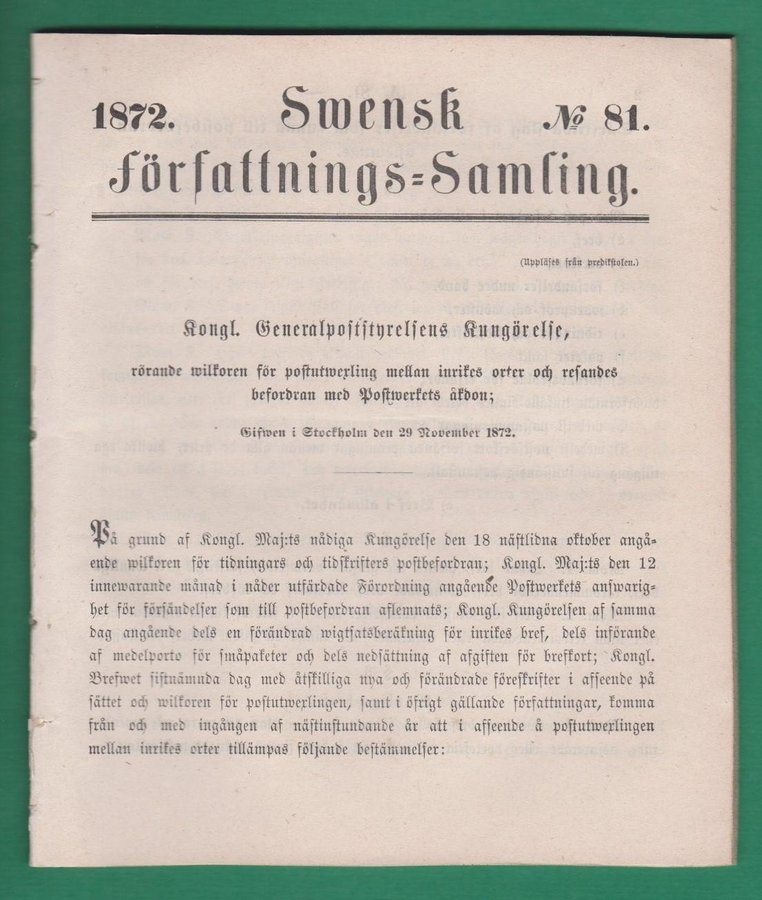 1872. Swensk № 81.
Författnings=Samling.
(Uppläses från predikstolen.)
Kongl. Generalpoststyrelsens Kungörelse,
rörande wilkoren för postutwexling mellan inrikes orter och resandes
befordran med Postwerkets åkdon;
Gifwen i Stockholm den 29 November 1872.
På grund af Kongl. Maj:ts nådiga Kungörelse den 18 nästlidna oktober angå=
ende wilkoren för tidningars och tidskrifters postbefordran; Kongl. Maj:ts den 12
innewarande månad i nåder utfärdade Förordning angående Postwerkets answarig=
het för försändelser som till postbefordran aflemnats; Kongl. Kungörelsen af samma
dag angående dels en förändrad wigtsatsberäkning för inrikes bref, dels införande
af medelporto för småpaketer och dels nedsättning af afgiften för brefkort; Kongl.
Brefwet sistnämnda dag med åtskilliga nya och förändrade föreskrifter i afseende på
sättet och wilkoren för postutwexlingen, samt i öfrigt gällande författningar, komma
från och med ingången af nästinstundande år att i afseende å postutwexlingen
mellan inrikes orter tillämpas följande bestämmelser: